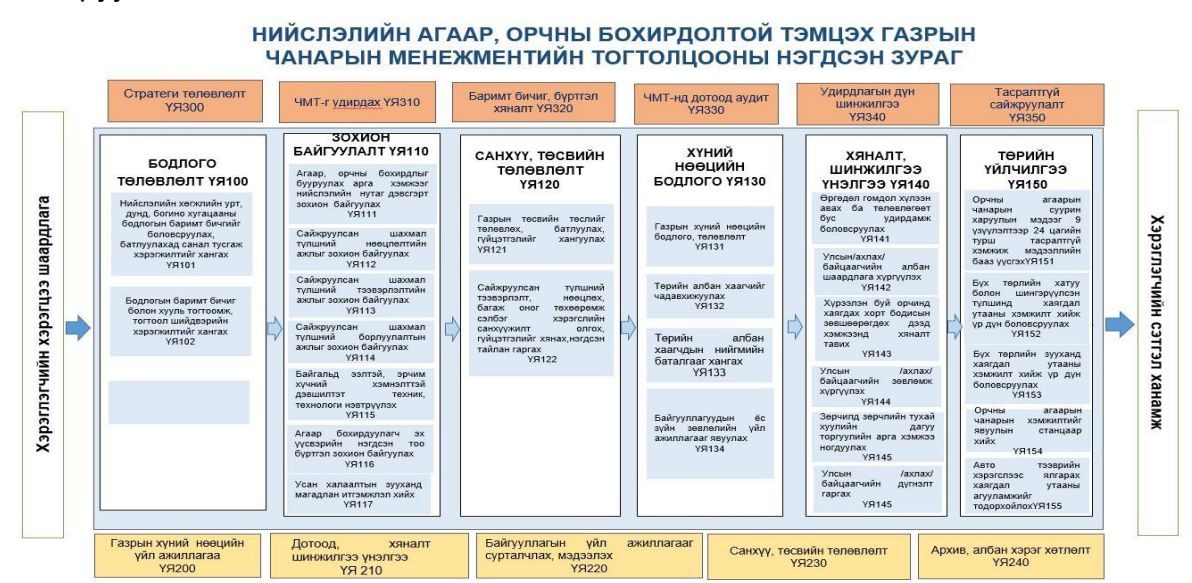 НИЙСЛЭЛИЙН АГААР, ОРЧНЫ БОХИРДОЛТОЙ ТЭМЦЭХ ГАЗРЫН
ЧАНАРЫН МЕНЕЖМЕНТИЙН ТОГТОЛЦООНЫ НЭГДСЭН ЗУРАГ
Стратеги төлөвлөлт
ҮЯ300
ЧМТ-г удирдах ҮЯ310
Баримт бичиг, бүртгэл
хяналт ҮЯ320
ЧМТ-нд дотоод аудит
ҮЯ330
Удирдлагын дүн
шинжилгээ
ҮЯ340
Тасралтгүй
сайжруулалт
ҮЯ350
Хэрэглэгчийн хэрэгцээ шаардлага
БОДЛОГО
ТӨЛӨВЛӨЛТ ҮЯ100
Нийслэлийн хөгжлийн урт,
дунд, богино хугацааны
бодлогын баримт бичгийг
боловсруулах,
батлуулахад санал тусгаж
хэрэгжилтийг хангах
ҮЯ101
Бодлогын баримт бичиг
болон хууль тогтоомж,
тогтоол шийдвэрийн
хэрэгжилтийг хангах
ҮЯ102
ЗОХИОН
БАЙГУУЛАЛТ ҮЯ110
Агаар, орчны бохирдлыг
бууруулах арга хэмжээг
нийслэлийн нутаг дэвсгэрт
зохион байгуулах
ҮЯ111
Сайжруулсан шахмал
түлшний нөөцлөлтийн
ажлыг зохион байгуулах
ҮЯ112
Сайжруулсан шахмал
түлшний тээвэрлэлтийн
ажлыг зохион байгуулах
ҮЯ113
Сайжруулсан шахмал
түлшний борлуулалтын
ажлыг зохион байгуулах
ҮЯ114
Байгальд ээлтэй, эрчим
хүчний хэмнэлттэй
дэвшилтэт техник,
технологи нэвтрүүлэх
ҮЯ115
Агаар бохирдуулагч эх
үүсвэрийн нэгдсэн тоо
бүртгэл зохион байгуулах
ҮЯ116
Усан халаалтын зууханд
магадлан итгэмжлэл хийх
ҮЯ117
САНХҮҮ, ТӨСВИЙН
ТӨЛӨВЛӨЛТ
ҮЯ120
Газрын төсвийн төслийг
төлөвлөх, батлуулах,
гүйцэтгэлийг хангуулах
ҮЯ121
Сайжруулсан түлшний
тээвэрлэлт, нөөцлөх,
багаж оног төхөөрөмж
сэлбэг хэрэгслийн
санхүүжилт олгох,
гүйцэтгэлийг хянах,нэгдсэн
тайлан гаргах
ҮЯ122
ХҮНИЙ
НӨӨЦИЙН
БОДЛОГО ҮЯ130
Газрын хүний нөөцийн
бодлого, төлөвлөлт
ҮЯ131
Төрийн албан хаагчийг
чадавхижуулах
ҮЯ132
Төрийн албан
хаагчдын нийгмийн
баталгааг хангах
ҮЯ133
Байгууллагуудын ёс
зүйн зөвлөлийн үйл
ажиллагааг явуулах
ҮЯ134
ХЯНАЛТ,
ШИНЖИЛГЭЭ
ҮНЭЛГЭЭ ҮЯ140
Өргөдөл гомдол хүлээн
авах ба төлөвлөгөөт
бус удирдамж
боловсруулах
ҮЯ141
Улсын/ахлах/
байцаагчийн албан
шаардлага хүргүүлэх
ҮЯ142
Хүрээлэн буй орчинд
хаягдах хорт бодисын
зөвшөөрөгдөх дээд
хэмжээнд хяналт
тавих
ҮЯ143
Улсын /ахлах/
байцаагчийн зөвлөмж
хүргүүлэх
ҮЯ144
Зөрчилд зөрчлийн тухай
хуулийн дагуу
торгуулийн арга хэмжээ
ногдуулах
ҮЯ145
Улсын /ахлах/
байцаагчийн дүгнэлт
гаргах
ҮЯ145
ТӨРИЙН
ҮЙЛЧИЛГЭЭ
ҮЯ150
Орчны агаарын
чанарын суурин
харуулын мэдээг 9
үзүүлэлтээр 24 цагийн
турш тасралтгүй
хэмжиж мэдээллийн
бааз үүсгэхҮЯ151
Бүх төрлийн хатуу
болон шингэрүүлсэн
түлшинд хаягдал
утааны хэмжилт хийж
үр дүн боловсруулах
ҮЯ152
Бүх төрлийн зууханд
хаягдал утааны
хэмжилт хийж үр дүн
боловсруулах
ҮЯ153
Орчны агаарын
чанарын хэмжилтийг
явуулын станцаар
хийх
ҮЯ154
Авто тээврийн
хэрэгслээс ялгарах
хаягдал утааны
агууламжийг
тодорхойлохҮЯ155
Хэрэглэгчийн сэтгэл ханамж
Газрын хүний нөөцийн
үйл ажиллагаа
ҮЯ200
Дотоод, хяналт
шинжилгээ үнэлгээ
ҮЯ 210
Байгууллагын үйл ажиллагааг
сурталчлах, мэдээлэх
ҮЯ220
Санхүү, төсвийн төлөвлөлт
ҮЯ230
Архив, албан хэрэг хөтлөлт
ҮЯ240